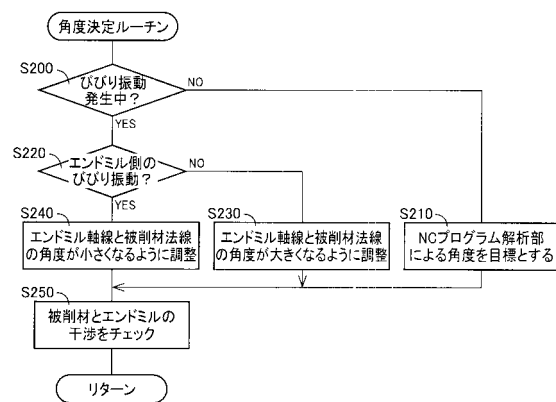 角度決定ルーチン
S200
びびり振動
発生中？
NO
YES
S220
エンドミル側の
びびり振動？
NO
YES
S240
エンドミル軸線と被削材法線
の角度が小さくなるように調整
S230
エンドミル軸線と被削材法線
の角度が大きくなるように調整
S210
NCプログラム解析部
による角度を目標とする
S250
被削材とエンドミルの
干渉をチェック
リターン